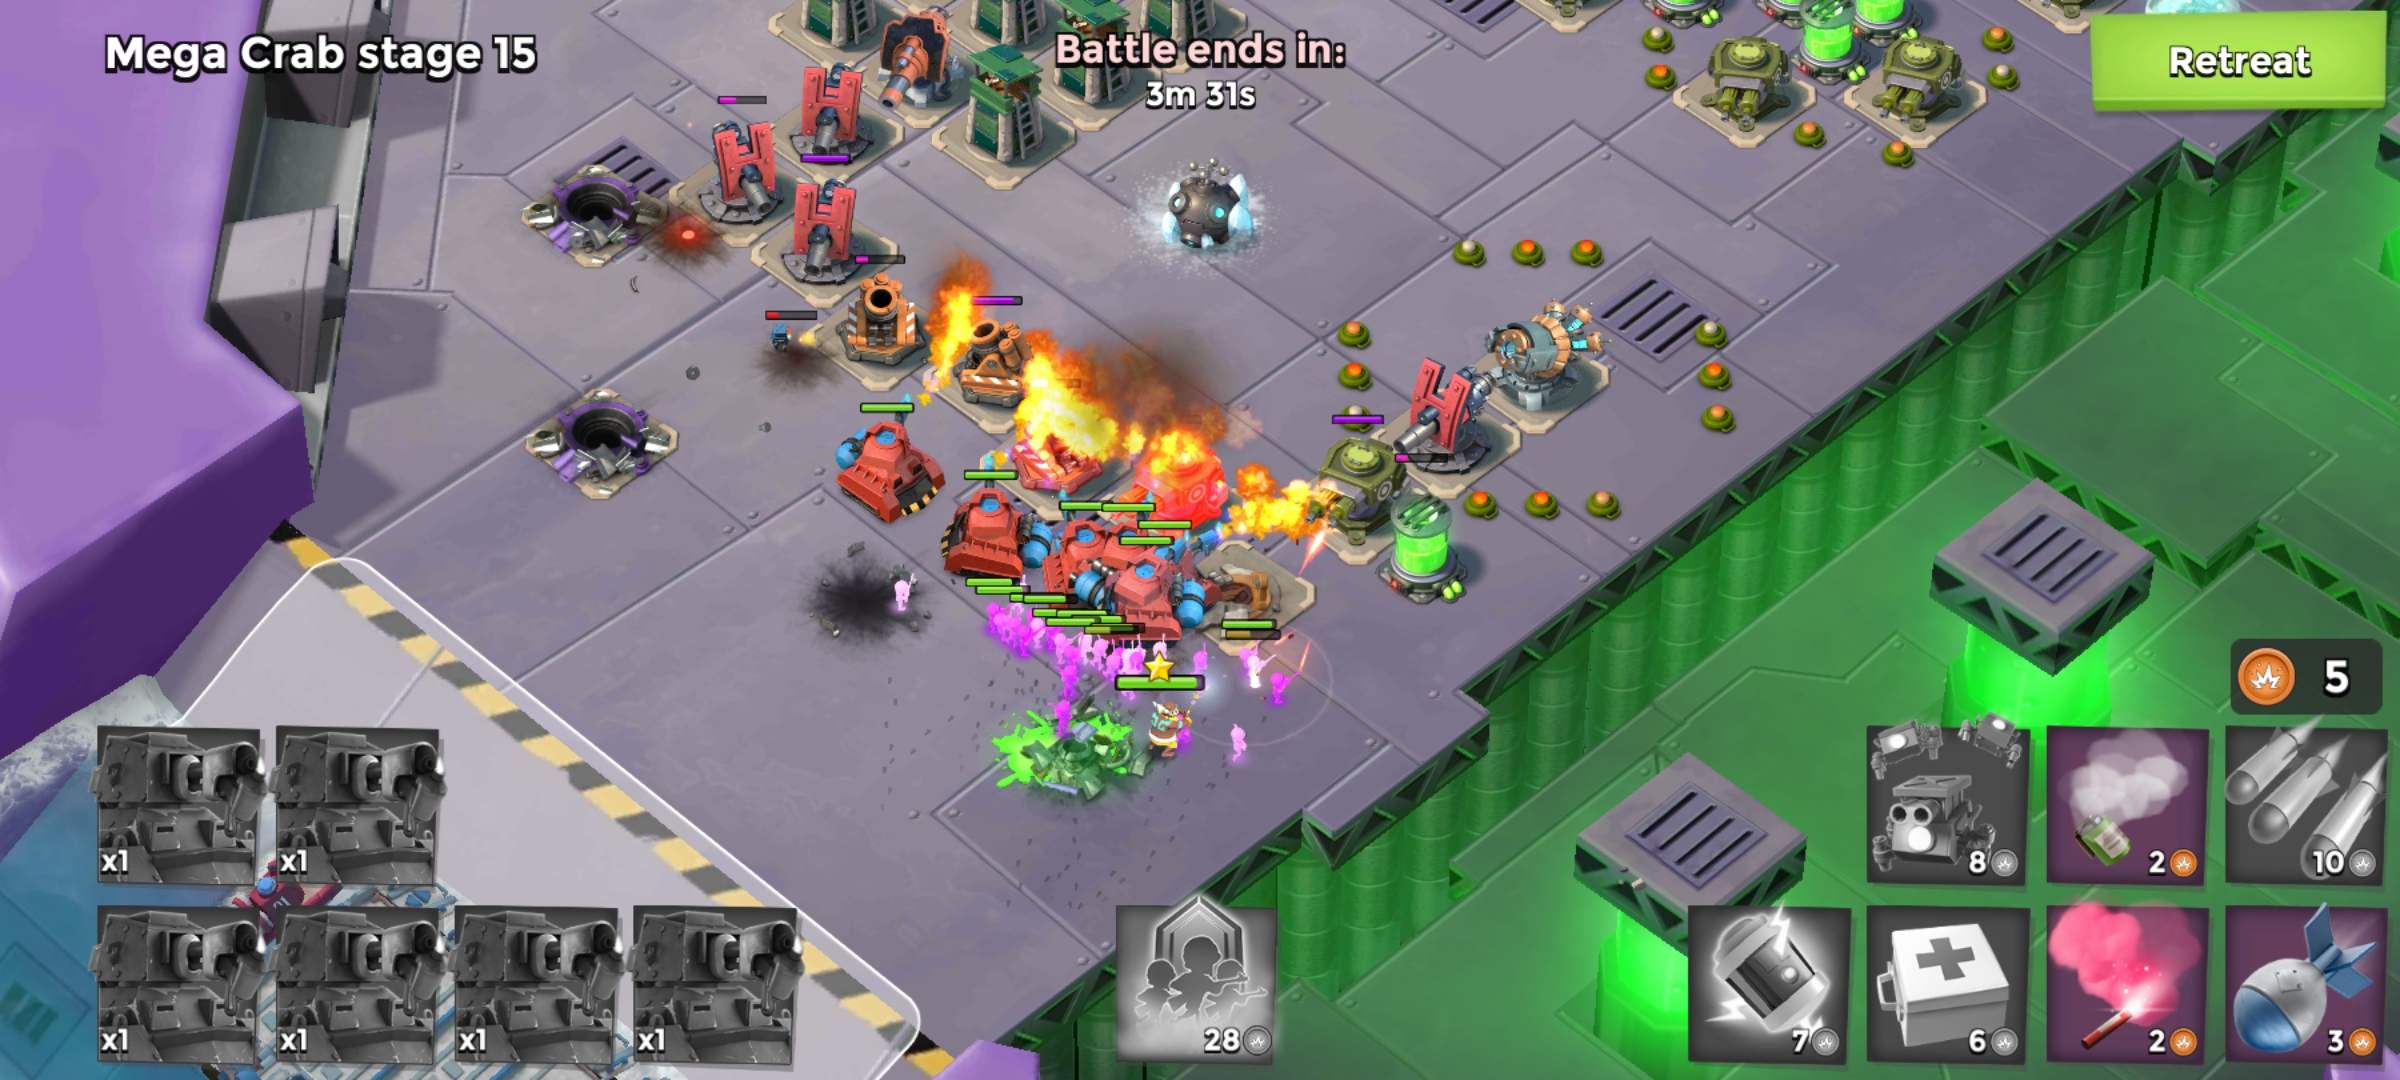 Mega Crab stage 15
Battle ends in:
3m 31s
Retreat
5
x1
x1
8
2
10
x1
x1
x1
x1
28
7
6
2
3